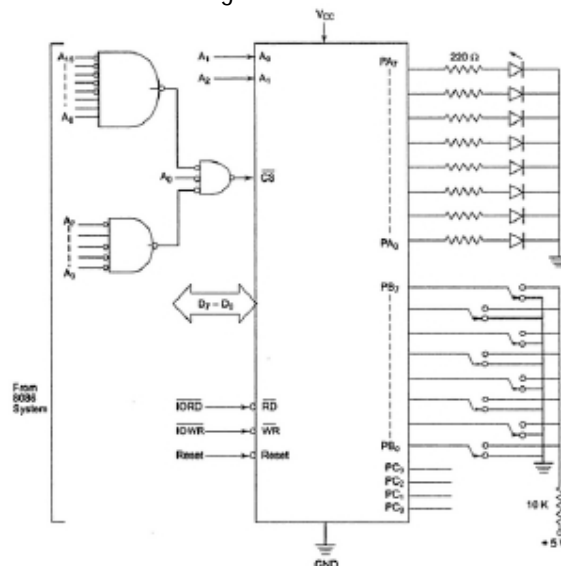 Vcc
A15
A8
A7
A3
A0
A1
A2
A0
A1
CS
D7 – D0
From
8086
System
IORD
IOWR
Reset
RD
WR
Reset
PA7
PA0
220 Ω
PB7
PB0
PC3
PC2
PC1
PC0
10 K
+ 5 V
GND